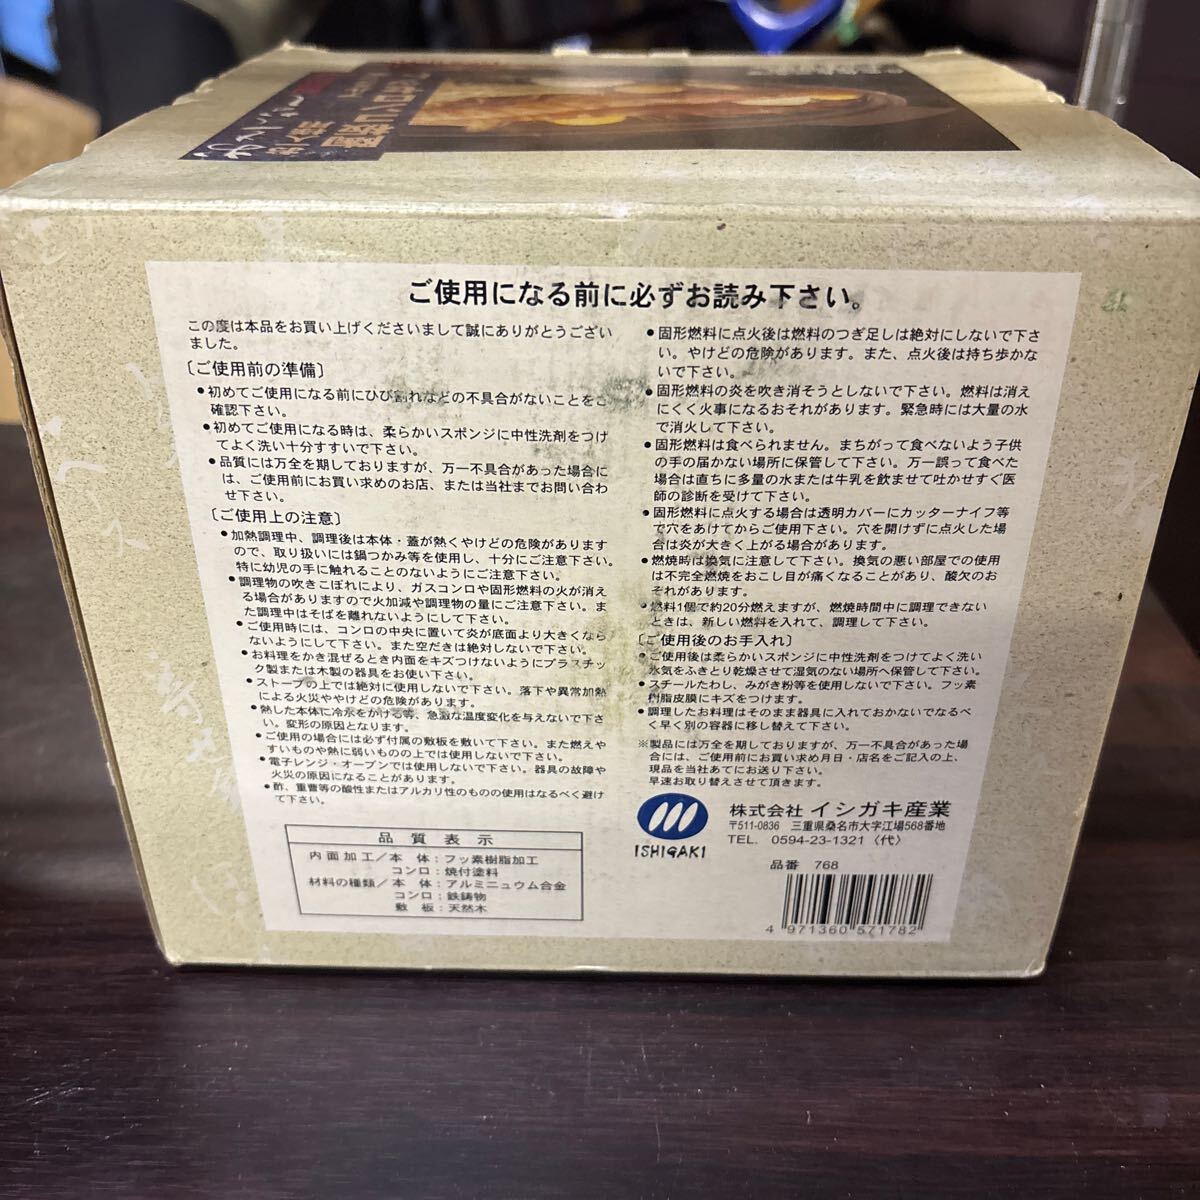 ご使用になる前に必ずお読み下さい。
この度は本品をお買い上げくださいまして誠にありがとうござい
ました。
〔ご使用前の準備〕
●初めてご使用になる前にひび割れなどの不具合がないことをご
確認下さい。
●初めてご使用になる時は、柔らかいスポンジに中性洗剤をつけ
てよく洗い十分すすいで下さい。
●品質には万全を期しておりますが、万一不具合があった場合に
は、ご使用前にお買い求めのお店、または当社までお問い合わ
せ下さい。
〔ご使用上の注意〕
●加熱調理中、調理後は本体・蓋が熱くやけどの危険があります
ので、取り扱いには鍋つかみ等を使用し、十分にご注意下さい。
特に幼児の手に触れることのないようにご注意下さい。
●調理物の吹きこぼれにより、ガスコンロや固形燃料の火が消え
る場合がありますので火加減や調理物の量にご注意下さい。ま
た調理中はそばを離れないようにして下さい。
●ご使用時には、コンロの中央に置いて炎が底面より大きくなら
ないようにして下さい。また空だきは絶対しないで下さい。
●お料理をかき混ぜるとき内面をキズつけないようにプラスチッ
ク製または木製の器具をお使い下さい。
●ストーブの上では絶対に使用しないで下さい。落下や異常加熱
による火災ややけどの危険があります。
●熱した本体に冷水をかける等、急激な温度変化を与えないで下さ
い。変形の原因となります。
●ご使用の場合には必ず付属の敷板を敷いて下さい。また燃えや
すいものや熱に弱いものの上では使用しないで下さい。
●電子レンジ・オーブンでは使用しないで下さい。器具の故障や
火災の原因になることがあります。
●酢、重曹等の酸性またはアルカリ性のものの使用はなるべく避け
て下さい。
品質表示
内面加工／本 体：フッ素樹脂加工
コンロ：焼付塗料
材料の種類／本 体：アルミニュウム合金
コンロ：鉄鋳物
敷 板：天然木
●固形燃料に点火後は燃料のつぎ足しは絶対にしないで下さ
い。やけどの危険があります。また、点火後は持ち歩かな
いで下さい。
●固形燃料の炎を吹き消そうとしないで下さい。燃料は消え
にくく火事になるおそれがあります。緊急時には大量の水
で消火して下さい。
●固形燃料は食べられません。まちがって食べないよう子供
の手の届かない場所に保管して下さい。万一誤って食べた
場合は直ちに多量の水または牛乳を飲ませて吐かせすぐ医
師の診断を受けて下さい。
●固形燃料に点火する場合は透明カバーにカッターナイフ等
で穴をあけてからご使用下さい。穴を開けずに点火した場
合は炎が大きく上がる場合があります。
●燃焼時は換気に注意して下さい。換気の悪い部屋での使用
は不完全燃焼をおこし目が痛くなることがあり、酸欠のお
それがあります。
●燃料1個で約20分燃えますが、燃焼時間中に調理できない
ときは、新しい燃料を入れて、調理して下さい。
〔ご使用後のお手入れ〕
●ご使用後は柔らかいスポンジに中性洗剤をつけてよく洗い
水気をふきとり乾燥させて湿気のない場所へ保管して下さい。
●スチールたわし、みがき粉等を使用しないで下さい。フッ素
樹脂皮膜にキズをつけます。
●調理したお料理はそのまま器具に入れておかないでなるべ
く早く別の容器に移し替えて下さい。
※製品には万全を期しておりますが、万一不具合があった場
合には、ご使用前にお買い求め月日・店名をご記入の上、
現品を当社あてにお送り下さい。
早速お取り替えさせて頂きます。
ISHIGAKI
株式会社 イシガキ産業
〒511-0836 三重県桑名市大字江場568番地
TEL. 0594-23-1321〈代〉
品番 768
4 971360 571782